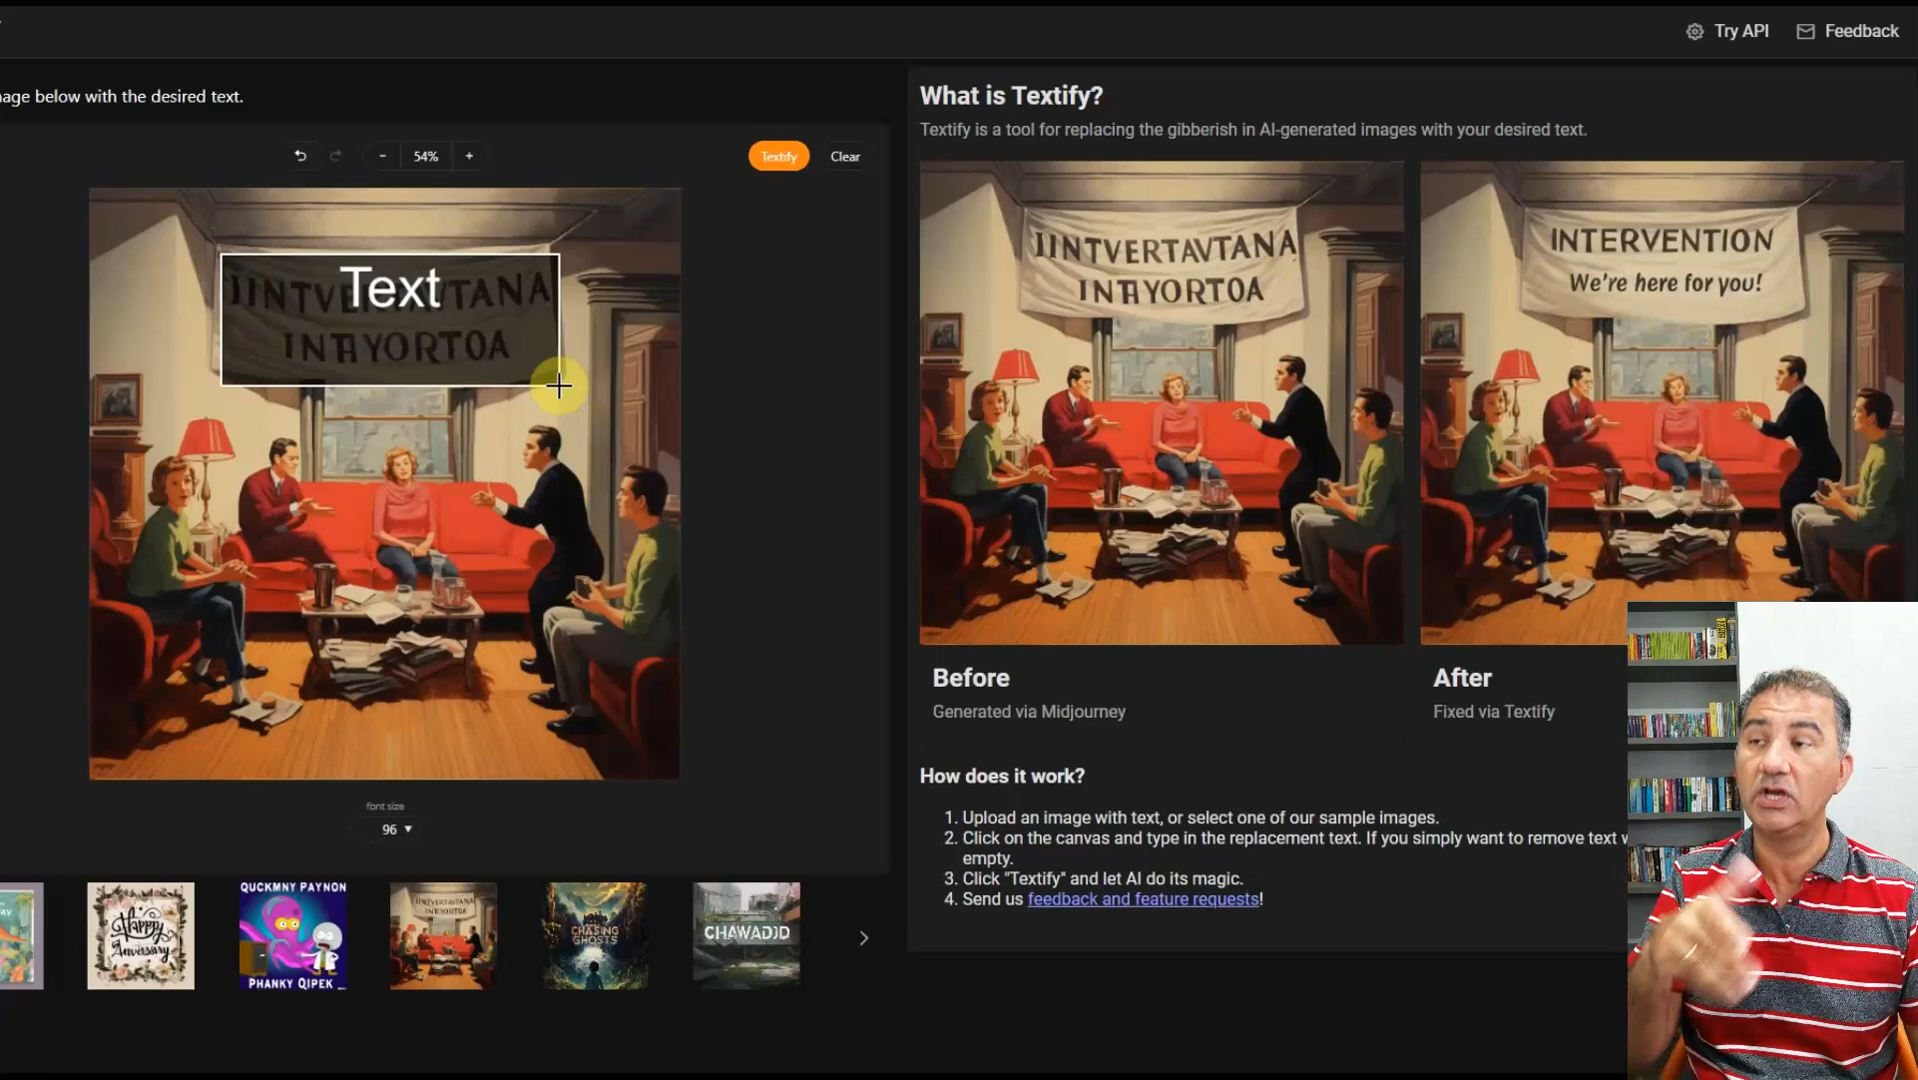 Try API
Feedback
age below with the desired text.
54%
Textify
Clear
Text
IINTVERTAVTANA
INTAYORTOA
font size
96
Happy
Aniverssary
QUCKMNY PAYNON
PHANKY QIPEK
CHASING
GHOSTS
CHAWADJD
What is Textify?
Textify is a tool for replacing the gibberish in AI-generated images with your desired text.
IINTVERTAVTANA
INTAYORTOA
INTERVENTION
We're here for you!
Before
Generated via Midjourney
After
Fixed via Textify
How does it work?
1. Upload an image with text, or select one of our sample images.
2. Click on the canvas and type in the replacement text. If you simply want to remove text
empty.
3. Click "Textify" and let AI do its magic.
4. Send us feedback and feature requests!